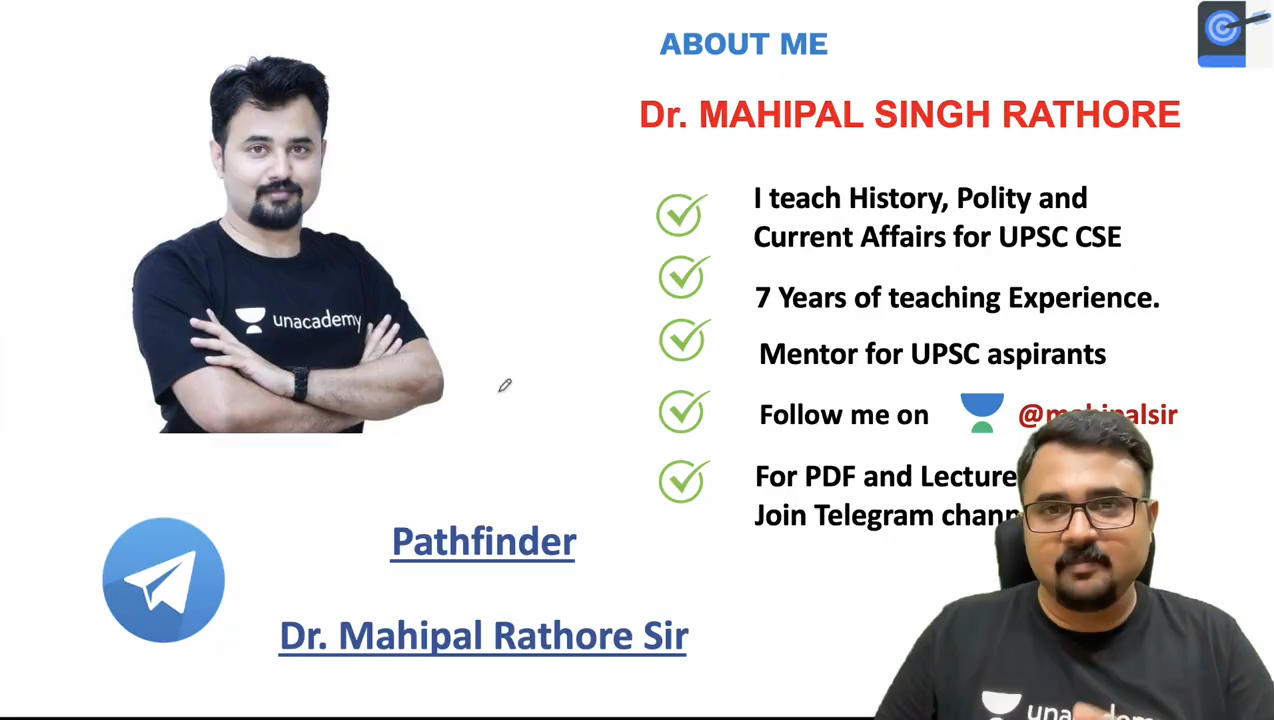 ABOUT ME
Dr. MAHIPAL SINGH RATHORE
I teach History, Polity and
Current Affairs for UPSC CSE
7 Years of teaching Experience.
Mentor for UPSC aspirants
Follow me on @mahipalsir
For PDF and Lecture
Join Telegram
unacademy
Pathfinder
Dr. Mahipal Rathore Sir
unacademy